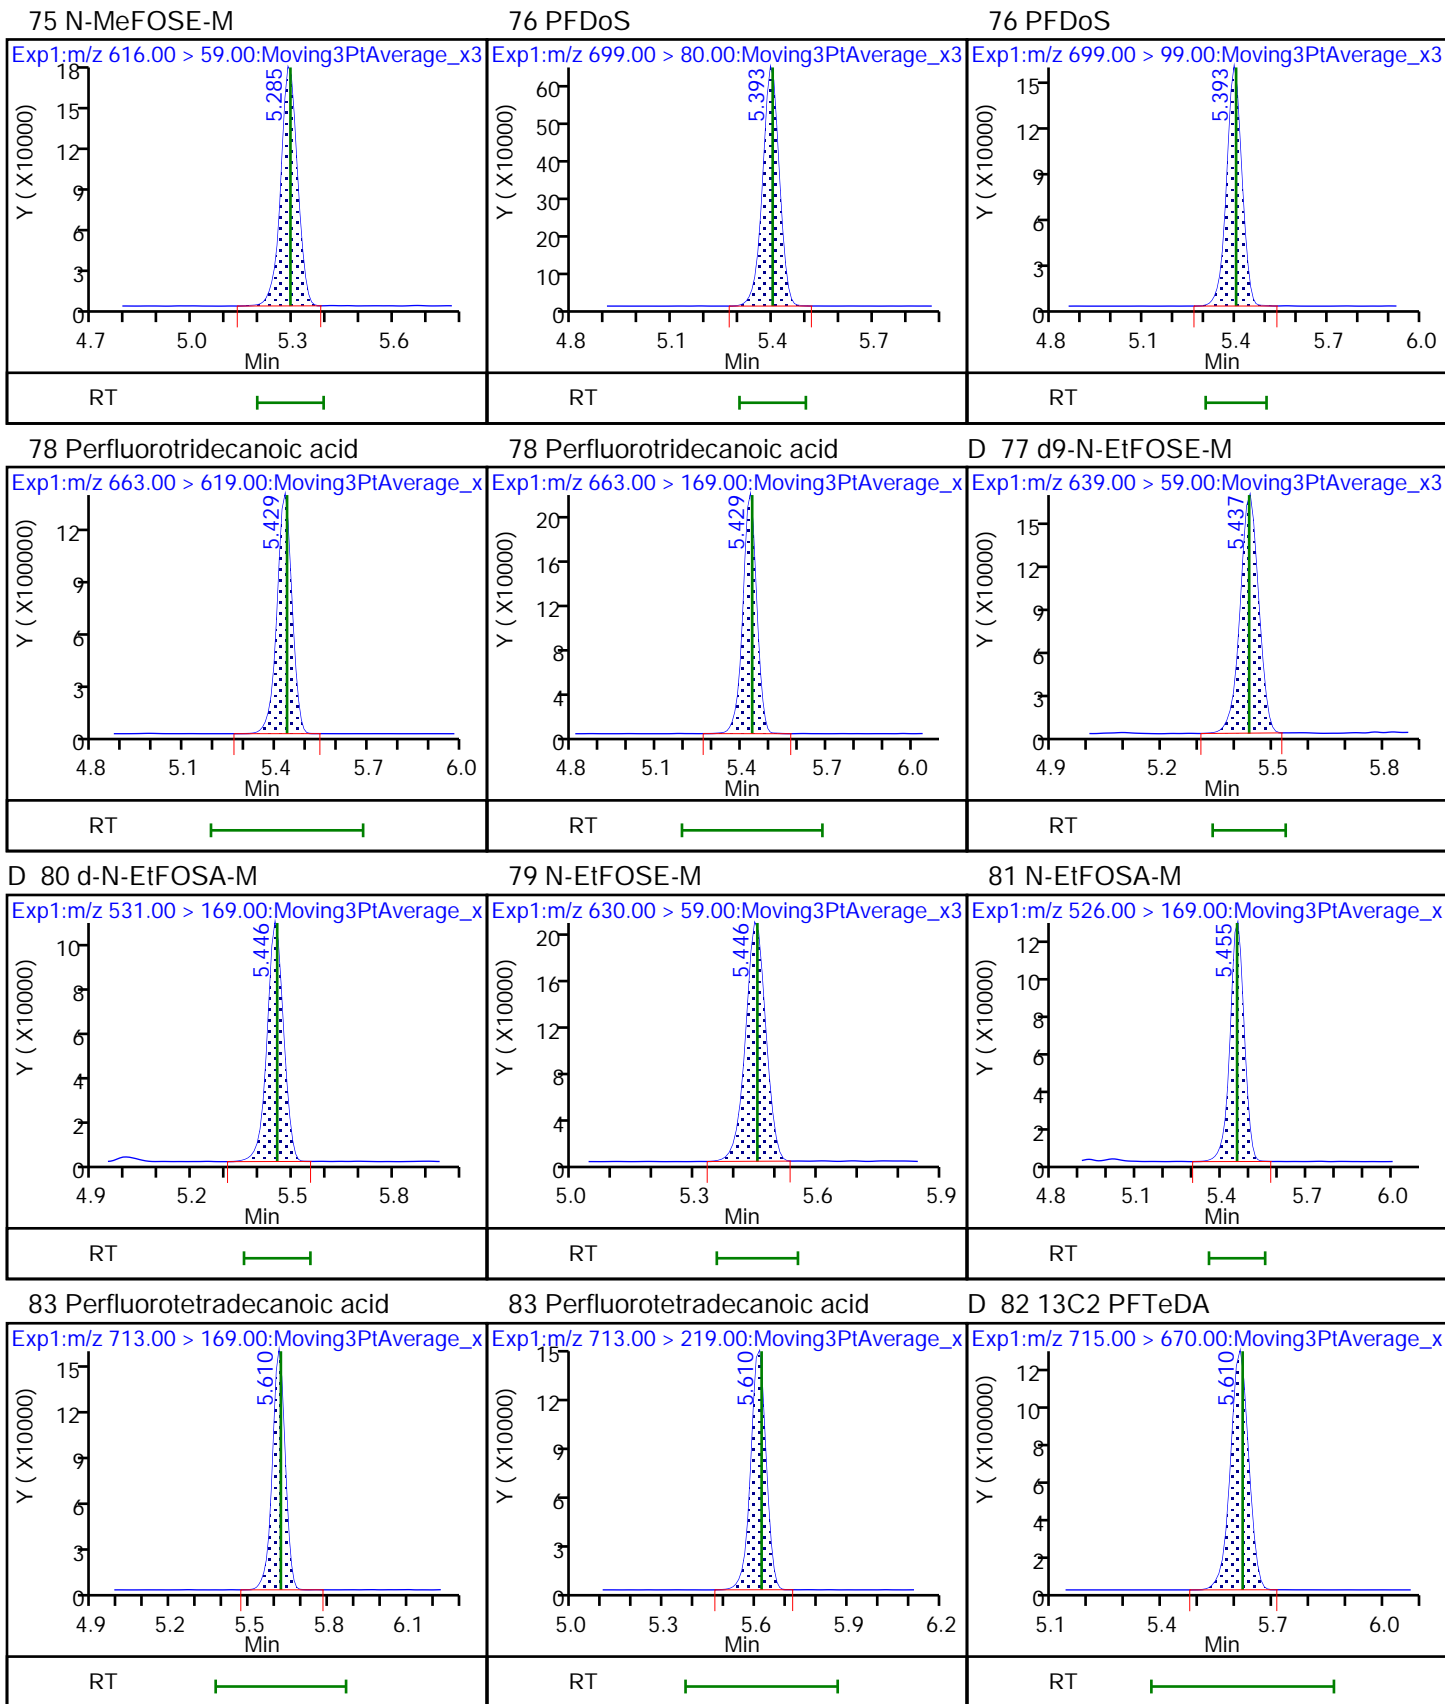 75 N-MeFOSE-M
Exp1:m/z 616.00 > 59.00:Moving3PtAverage_x3
5.285
Y ( X10000)
18
15
12
9
6
3
0
4.7 5.0 5.3 5.6
Min
RT
76 PFDoS
Exp1:m/z 699.00 > 80.00:Moving3PtAverage_x3
5.393
Y ( X10000)
60
50
40
30
20
10
0
4.8 5.1 5.4 5.7
Min
RT
76 PFDoS
Exp1:m/z 699.00 > 99.00:Moving3PtAverage_x3
5.393
Y ( X10000)
15
12
9
6
3
0
4.8 5.1 5.4 5.7 6.0
Min
RT
78 Perfluorotridecanoic acid
Exp1:m/z 663.00 > 619.00:Moving3PtAverage_x
5.429
Y ( X100000)
12
9
6
3
0
4.8 5.1 5.4 5.7 6.0
Min
RT
78 Perfluorotridecanoic acid
Exp1:m/z 663.00 > 169.00:Moving3PtAverage_x
5.429
Y ( X10000)
20
16
12
8
4
0
4.8 5.1 5.4 5.7 6.0
Min
RT
D 77 d9-N-EtFOSE-M
Exp1:m/z 639.00 > 59.00:Moving3PtAverage_x3
5.437
Y ( X10000)
15
12
9
6
3
0
4.9 5.2 5.5 5.8
Min
RT
D 80 d-N-EtFOSA-M
Exp1:m/z 531.00 > 169.00:Moving3PtAverage_x
5.446
Y ( X10000)
10
8
6
4
2
0
4.9 5.2 5.5 5.8
Min
RT
79 N-EtFOSE-M
Exp1:m/z 630.00 > 59.00:Moving3PtAverage_x3
5.446
Y ( X10000)
20
16
12
8
4
0
5.0 5.3 5.6 5.9
Min
RT
81 N-EtFOSA-M
Exp1:m/z 526.00 > 169.00:Moving3PtAverage_x
5.455
Y ( X10000)
12
10
8
6
4
2
0
4.8 5.1 5.4 5.7 6.0
Min
RT
83 Perfluorotetradecanoic acid
Exp1:m/z 713.00 > 169.00:Moving3PtAverage_x
5.610
Y ( X10000)
15
12
9
6
3
0
4.9 5.2 5.5 5.8 6.1
Min
RT
83 Perfluorotetradecanoic acid
Exp1:m/z 713.00 > 219.00:Moving3PtAverage_x
5.610
Y ( X10000)
15
12
9
6
3
0
5.0 5.3 5.6 5.9 6.2
Min
RT
D 82 13C2 PFTeDA
Exp1:m/z 715.00 > 670.00:Moving3PtAverage_x
5.610
Y ( X100000)
12
10
8
6
4
2
0
5.1 5.4 5.7 6.0
Min
RT